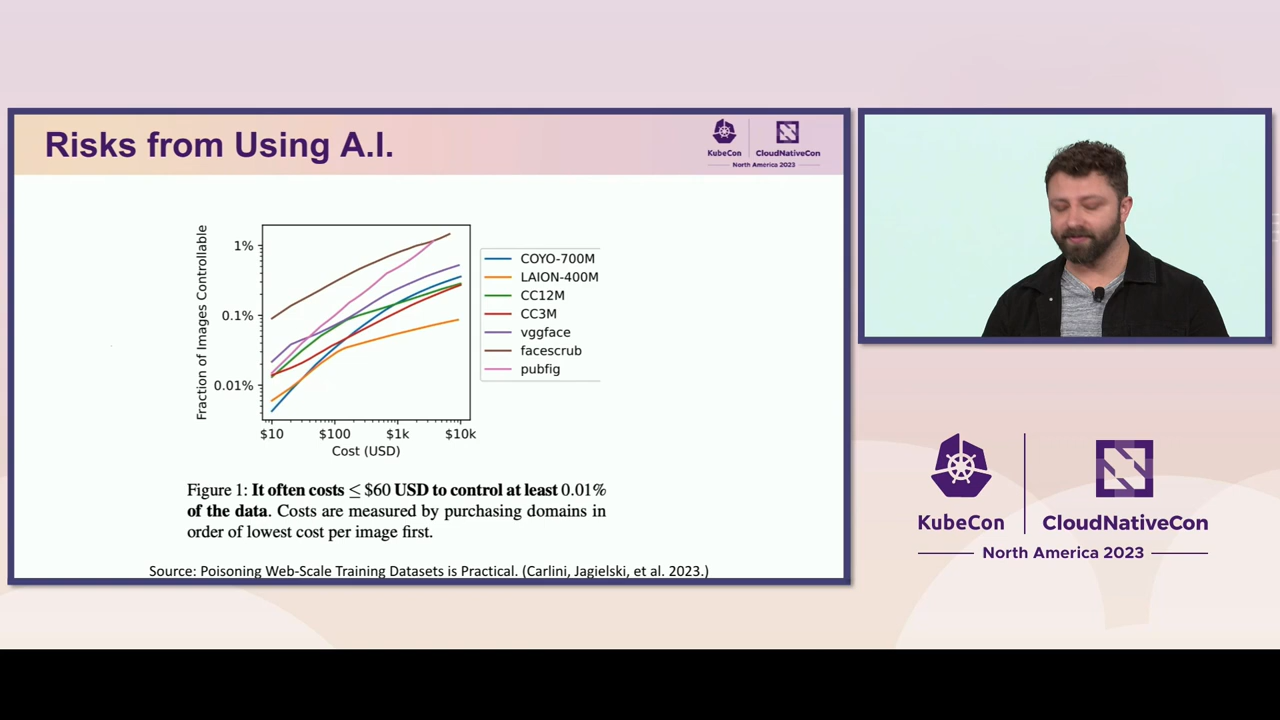 Risks from Using A.I.
KubeCon
CloudNativeCon
North America 2023
Fraction of Images Controllable
1%
0.1%
0.01%
$10
$100
$1k
$10k
Cost (USD)
COYO-700M
LAION-400M
CC12M
CC3M
vggface
facescrub
pubfig
Figure 1: It often costs ≤ $60 USD to control at least 0.01%
of the data. Costs are measured by purchasing domains in
order of lowest cost per image first.
Source: Poisoning Web-Scale Training Datasets is Practical. (Carlini, Jagielski, et al. 2023.)
KubeCon
CloudNativeCon
North America 2023